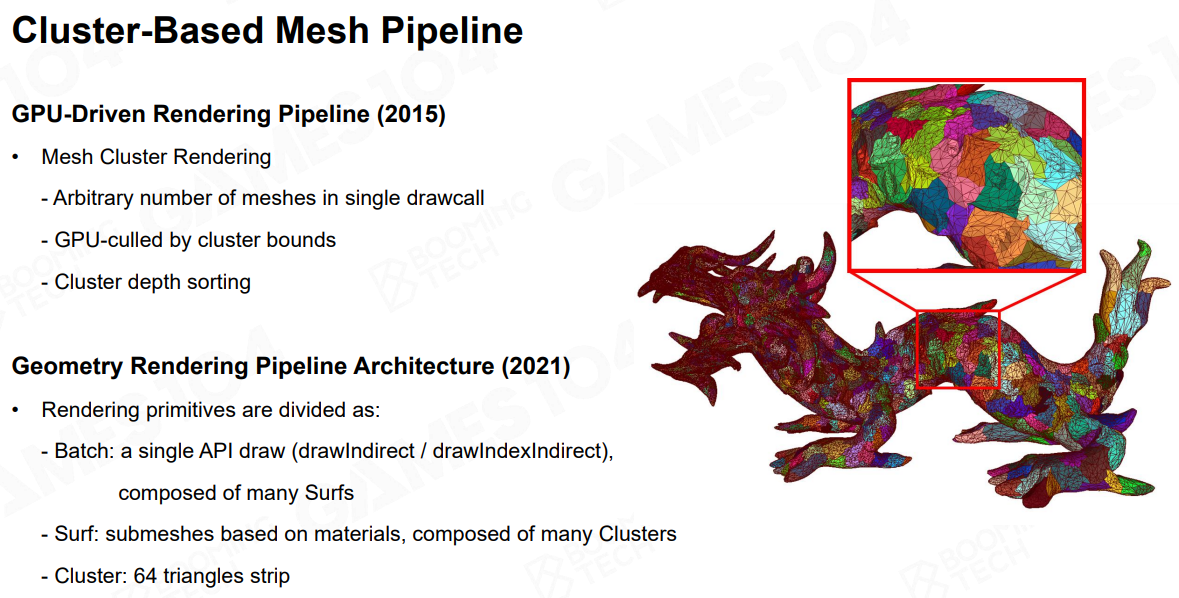 Cluster-Based Mesh Pipeline
GPU-Driven Rendering Pipeline (2015)
• Mesh Cluster Rendering
- Arbitrary number of meshes in single drawcall
- GPU-culled by cluster bounds
- Cluster depth sorting
Geometry Rendering Pipeline Architecture (2021)
• Rendering primitives are divided as:
- Batch: a single API draw (drawIndirect / drawIndexIndirect),
composed of many Surfs
- Surf: submeshes based on materials, composed of many Clusters
- Cluster: 64 triangles strip
GAMES104
BOOMING
TECH